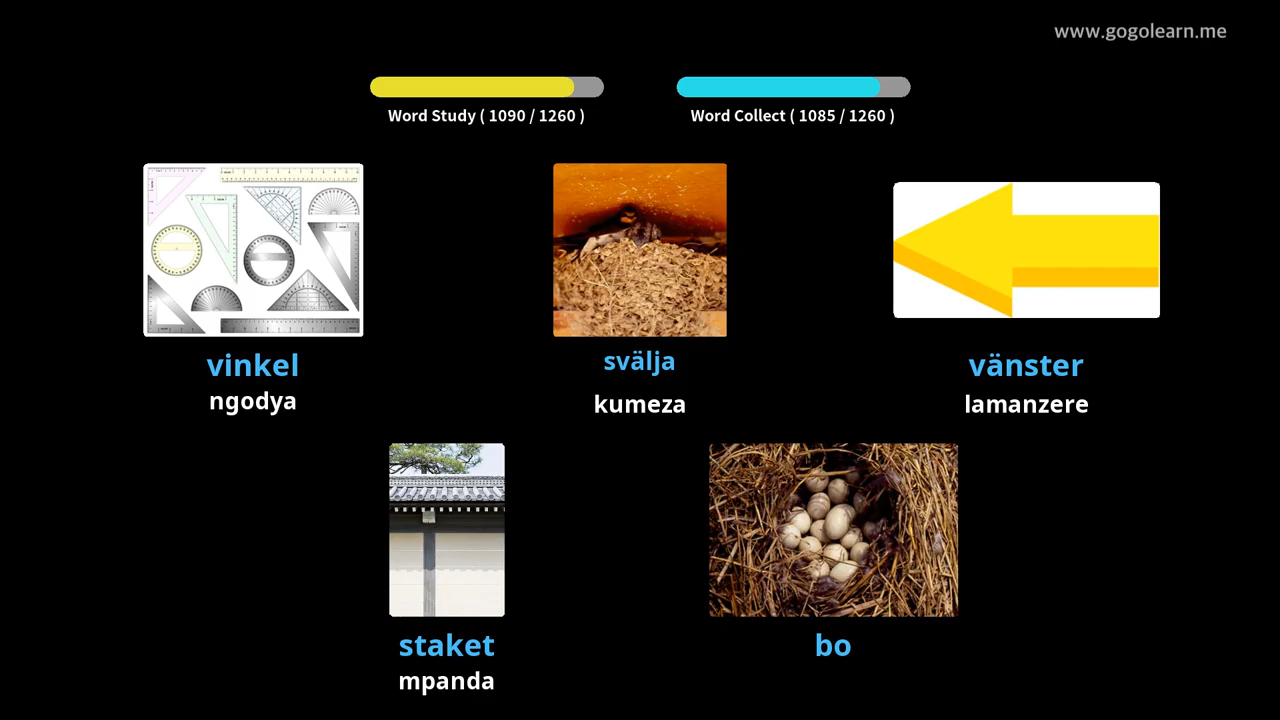 www.gogolearn.me
Word Study ( 1090 / 1260 )
Word Collect ( 1085 / 1260 )
vinkel
ngodya
svälja
kumeza
vänster
lamanzere
staket
mpanda
bo